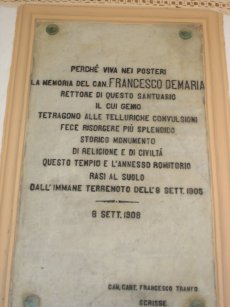 PERCHÈ VIVA NEI POSTERI
LA MEMORIA DEL CAN. FRANCESCO DEMARIA
RETTORE DI QUESTO SANTUARIO
IL CUI GENIO
TETRAGONO ALLE TELLURICHE CONVULSIONI
FECE RISORGERE PIÙ SPLENDIDO
STORICO MONUMENTO
DI RELIGIONE E DI CIVILTÀ
QUESTO TEMPIO E L'ANNESSO ROMITORIO
RASI AL SUOLO
DALL'IMMANE TERREMOTO DELL'8 SETT. 1905
8 SETT. 1908
CAN. CANT. FRANCESCO TRANFO
SCRISSE